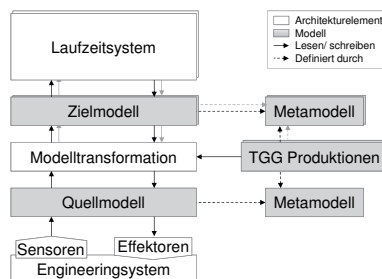 Architekturelement
Modell
Lesen/ schreiben
Definiert durch
Laufzeitsystem
Zielmodell
Metamodell
Modelltransformation
TGG Produktionen
Quellmodell
Metamodell
Sensoren
Effektoren
Engineeringsystem